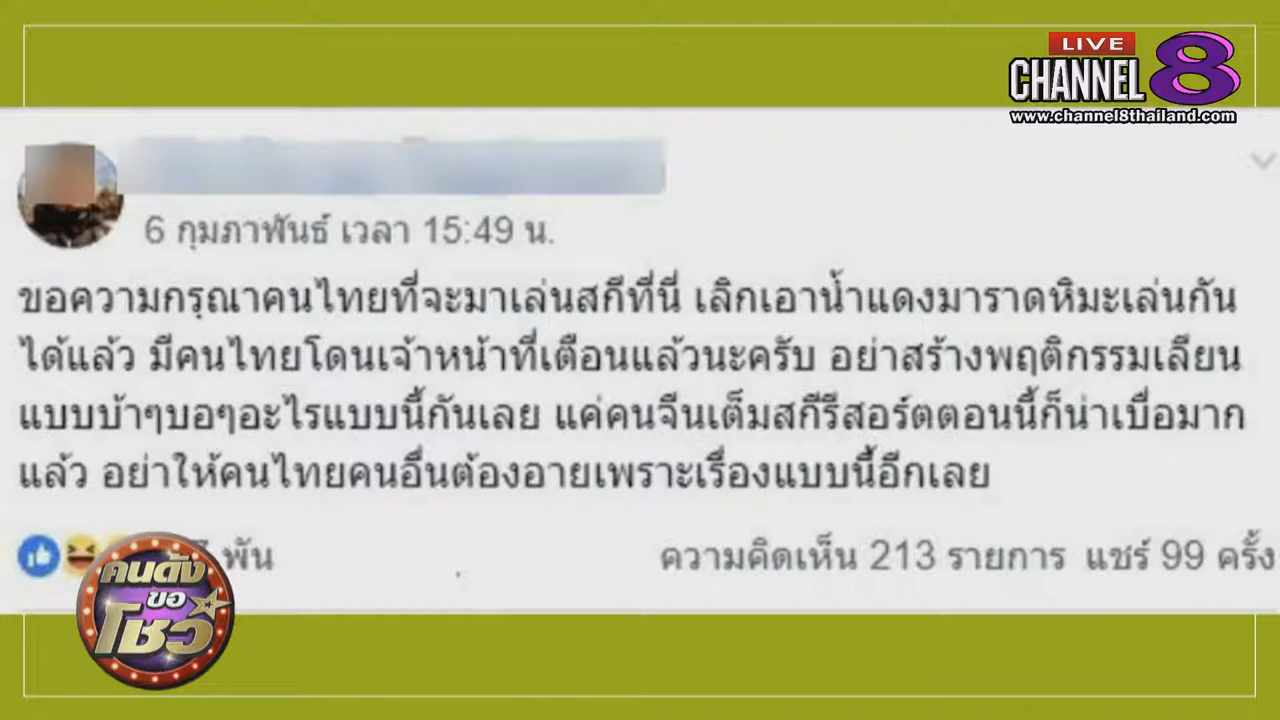 LIVE
CHANNEL 8
www.channel8thailand.com
6 กุมภาพันธ์ เวลา 15:49 น.
ขอความกรุณาคนไทยที่จะมาเล่นสกีที่นี่ เลิกเอาน้ำแดงมาราดหิมะเล่นกัน
ได้แล้ว มีคนไทยโดนเจ้าหน้าที่เตือนแล้วนะครับ อย่าสร้างพฤติกรรมเลียน
แบบบ้าๆบอๆอะไรแบบนี้กันเลย แค่คนจีนเต็มสกีรีสอร์ตตอนนี้ก็น่าเบื่อมาก
แล้ว อย่าให้คนไทยคนอื่นต้องอายเพราะเรื่องแบบนี้อีกเลย
พัน ความคิดเห็น 213 รายการ แชร์ 99 ครั้ง
คนดัง
ขอ
โชว์